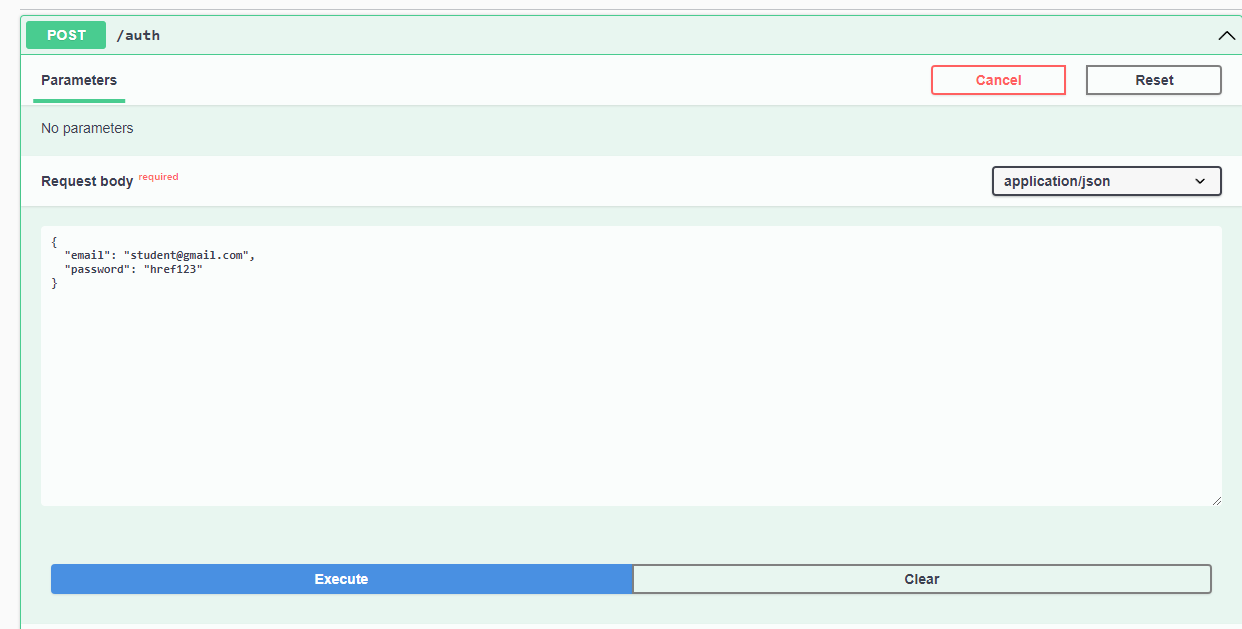 POST /auth
Parameters Cancel Reset
No parameters
Request body required application/json
{
  "email": "student@gmail.com",
  "password": "href123"
}
Execute Clear